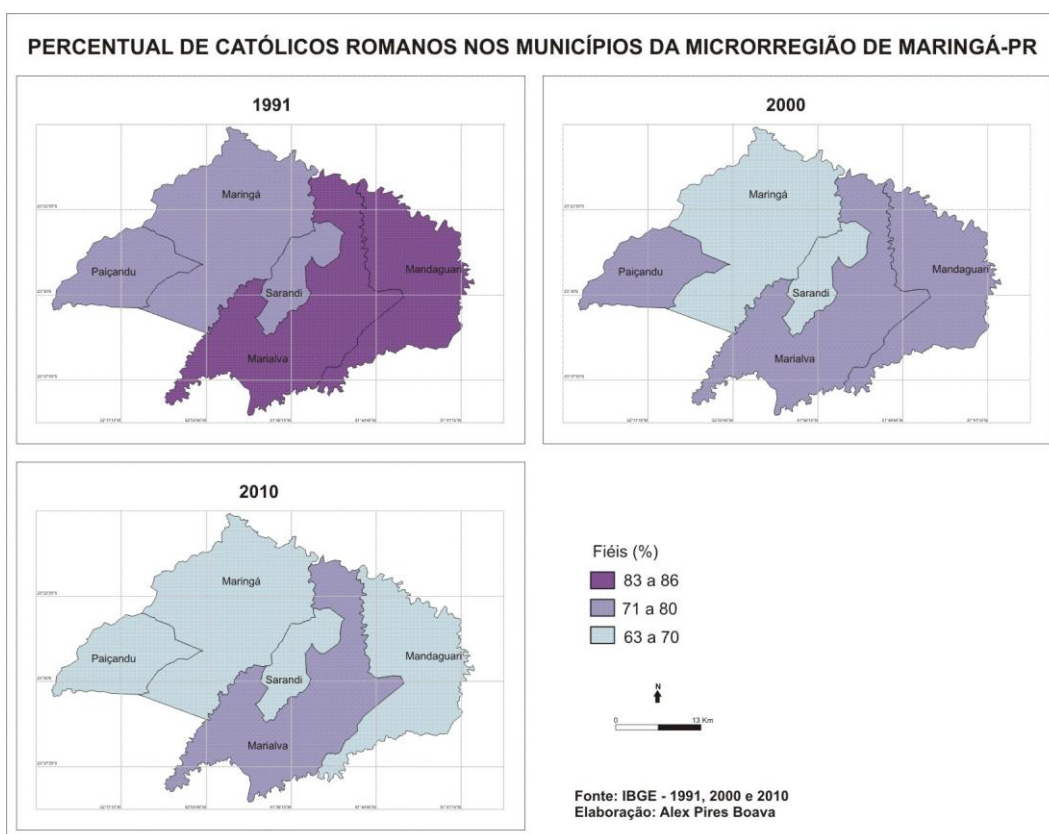 PERCENTUAL DE CATÓLICOS ROMANOS NOS MUNICÍPIOS DA MICRORREGIÃO DE MARINGÁ-PR
1991
Maringá
Paiçandu
Mandaguari
Sarandi
Marialva
2000
Maringá
Paiçandu
Mandaguari
Sarandi
Marialva
2010
Maringá
Paiçandu
Mandaguari
Sarandi
Marialva
Fiéis (%)
83 a 86
71 a 80
63 a 70
N
0 13 Km
Fonte: IBGE - 1991, 2000 e 2010
Elaboração: Alex Pires Boava